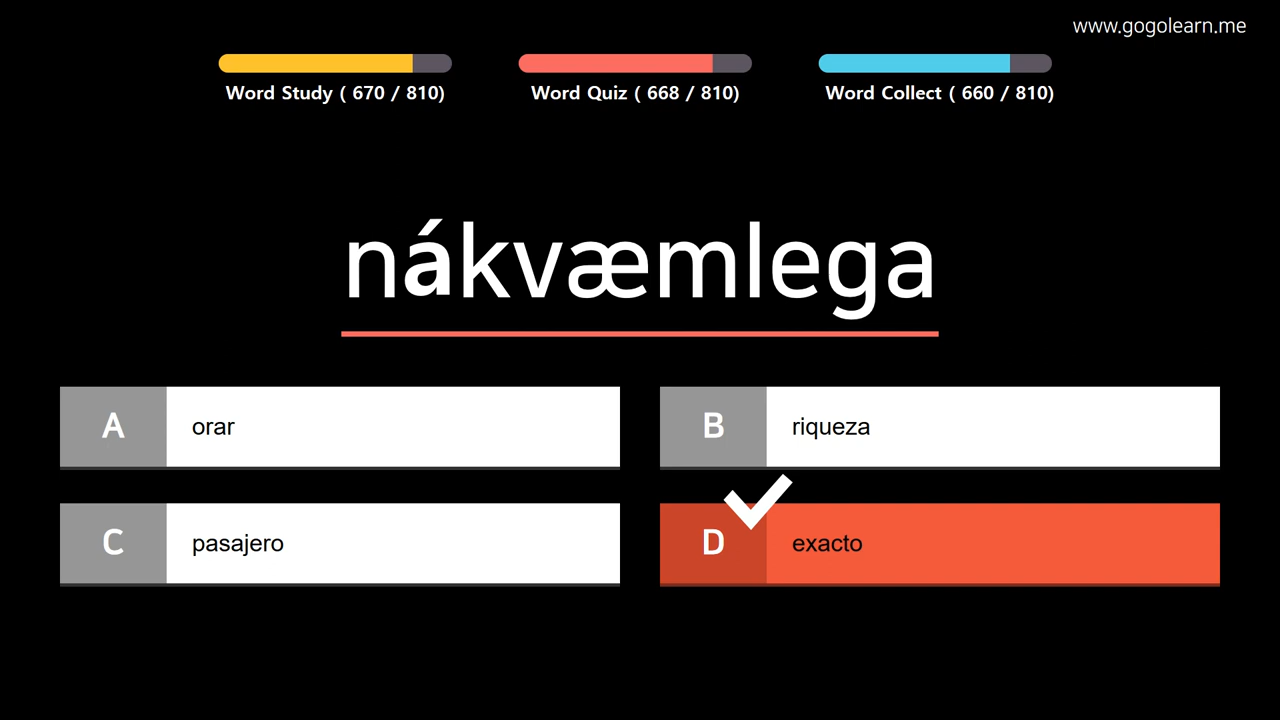 www.gogolearn.me
Word Study ( 670 / 810)
Word Quiz ( 668 / 810)
Word Collect ( 660 / 810)
nákvæmlega
A orar
B riqueza
C pasajero
D exacto